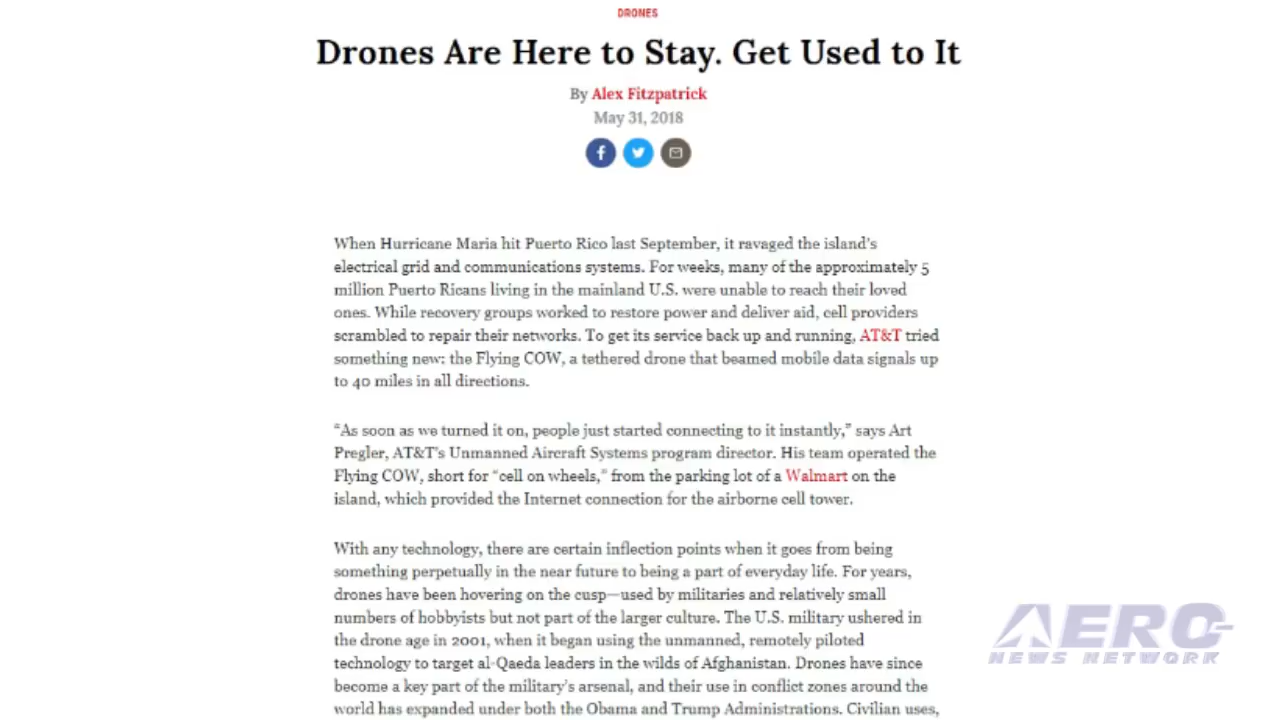 DRONES
Drones Are Here to Stay. Get Used to It
By Alex Fitzpatrick
May 31, 2018
When Hurricane Maria hit Puerto Rico last September, it ravaged the island's
electrical grid and communications systems. For weeks, many of the approximately 5
million Puerto Ricans living in the mainland U.S. were unable to reach their loved
ones. While recovery groups worked to restore power and deliver aid, cell providers
scrambled to repair their networks. To get its service back up and running, AT&T tried
something new: the Flying COW, a tethered drone that beamed mobile data signals up
to 40 miles in all directions.
“As soon as we turned it on, people just started connecting to it instantly,” says Art
Pregler, AT&T's Unmanned Aircraft Systems program director. His team operated the
Flying COW, short for “cell on wheels,” from the parking lot of a Walmart on the
island, which provided the Internet connection for the airborne cell tower.
With any technology, there are certain inflection points when it goes from being
something perpetually in the near future to being a part of everyday life. For years,
drones have been hovering on the cusp—used by militaries and relatively small
numbers of hobbyists but not part of the larger culture. The U.S. military ushered in
the drone age in 2001, when it began using the unmanned, remotely piloted
technology to target al-Qaeda leaders in the wilds of Afghanistan. Drones have since
become a key part of the military's arsenal, and their use in conflict zones around the
world has expanded under both the Obama and Trump Administrations. Civilian uses,
AERO
NEWS NETWORK